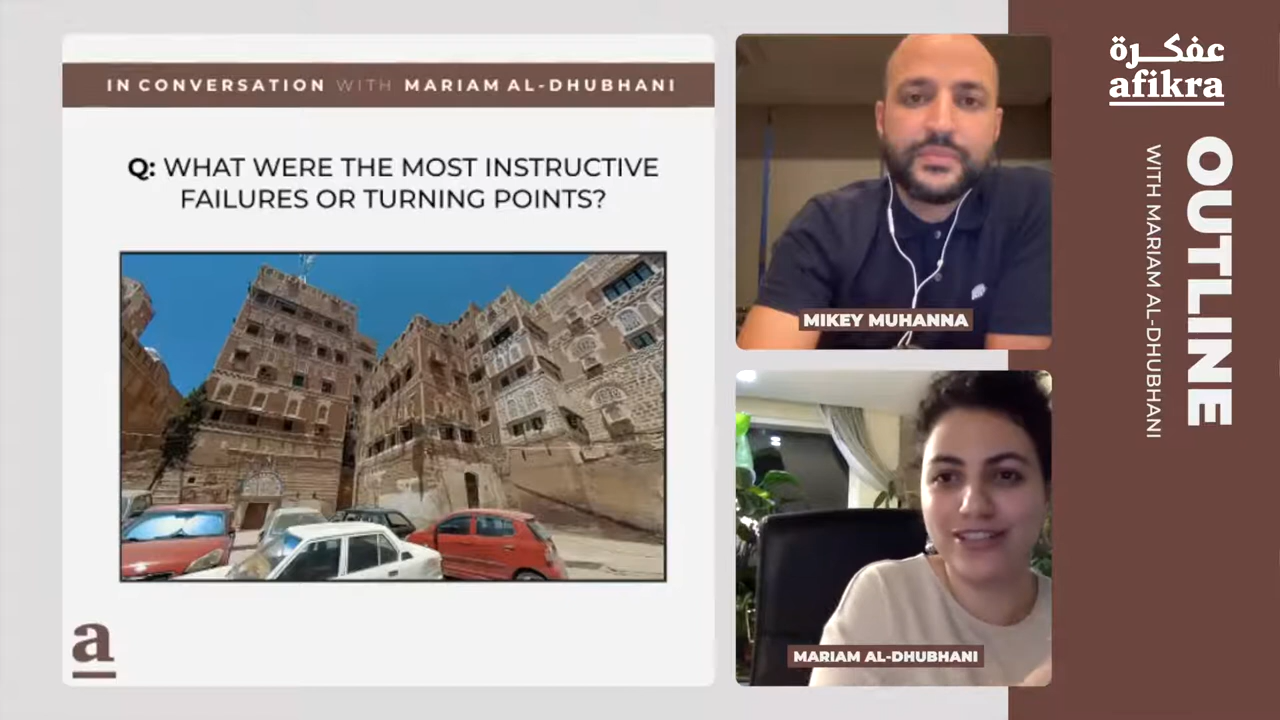 IN CONVERSATION WITH MARIAM AL-DHUBHANI
Q: WHAT WERE THE MOST INSTRUCTIVE
FAILURES OR TURNING POINTS?
a
MIKEY MUHANNA
MARIAM AL-DHUBHANI
عفكرة
afikra
OUTLINE
WITH MARIAM AL-DHUBHANI